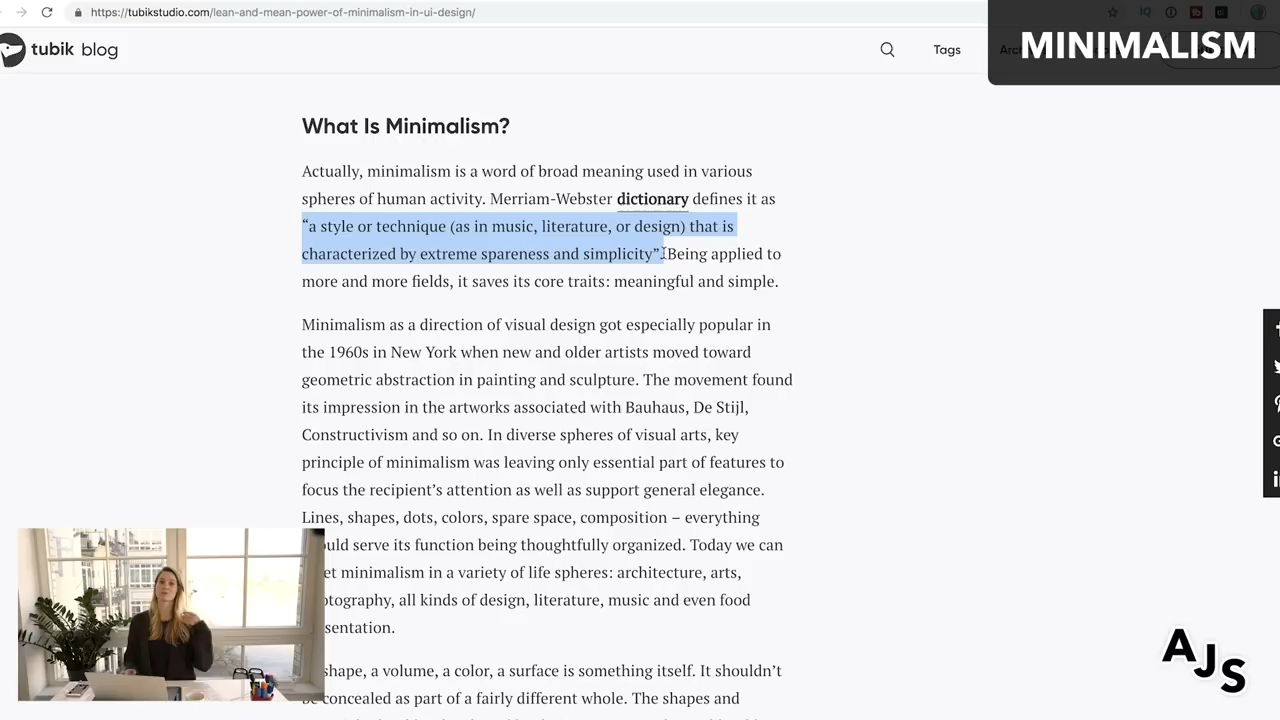 https://tubikstudio.com/lean-and-mean-power-of-minimalism-in-ui-design/
tubik blog
Tags
MINIMALISM
What Is Minimalism?
Actually, minimalism is a word of broad meaning used in various
spheres of human activity. Merriam-Webster dictionary defines it as
“a style or technique (as in music, literature, or design) that is
characterized by extreme spareness and simplicity”. Being applied to
more and more fields, it saves its core traits: meaningful and simple.
Minimalism as a direction of visual design got especially popular in
the 1960s in New York when new and older artists moved toward
geometric abstraction in painting and sculpture. The movement found
its impression in the artworks associated with Bauhaus, De Stijl,
Constructivism and so on. In diverse spheres of visual arts, key
principle of minimalism was leaving only essential part of features to
focus the recipient’s attention as well as support general elegance.
Lines, shapes, dots, colors, spare space, composition – everything
ould serve its function being thoughtfully organized. Today we can
et minimalism in a variety of life spheres: architecture, arts,
otography, all kinds of design, literature, music and even food
sentation.
shape, a volume, a color, a surface is something itself. It shouldn’t
be concealed as part of a fairly different whole. The shapes and
AJS